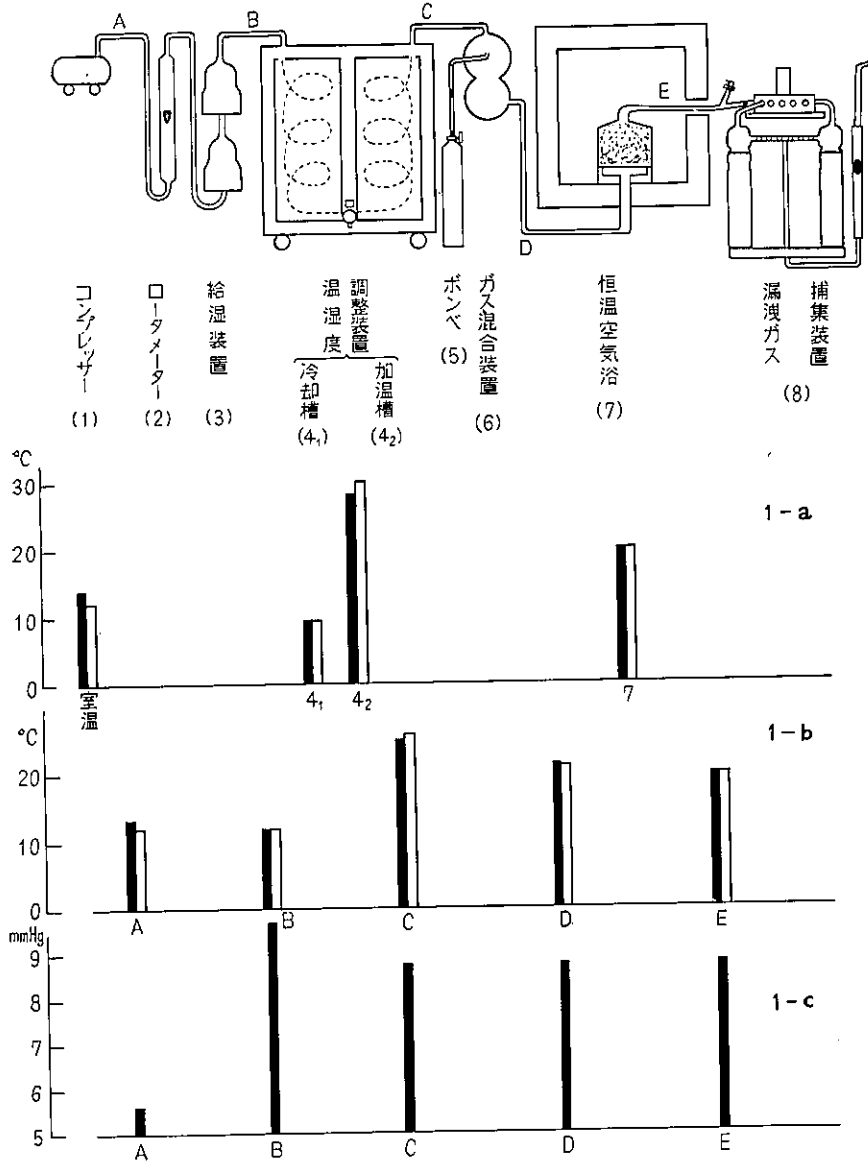 A
B
C
E
D
コンプレッサー
(1)
ロータメーター
(2)
給湿装置
(3)
調整装置
温湿度
冷却槽
(4₁)
加温槽
(4₂)
ボンベ
(5)
ガス混合装置
(6)
恒温空気浴
(7)
捕集装置
漏洩ガス
(8)
°C
30
20
10
0
室温
4₁
4₂
7
1-a
°C
20
10
0
A
B
C
D
E
1-b
mmHg
9
8
7
6
5
A
B
C
D
E
1-c